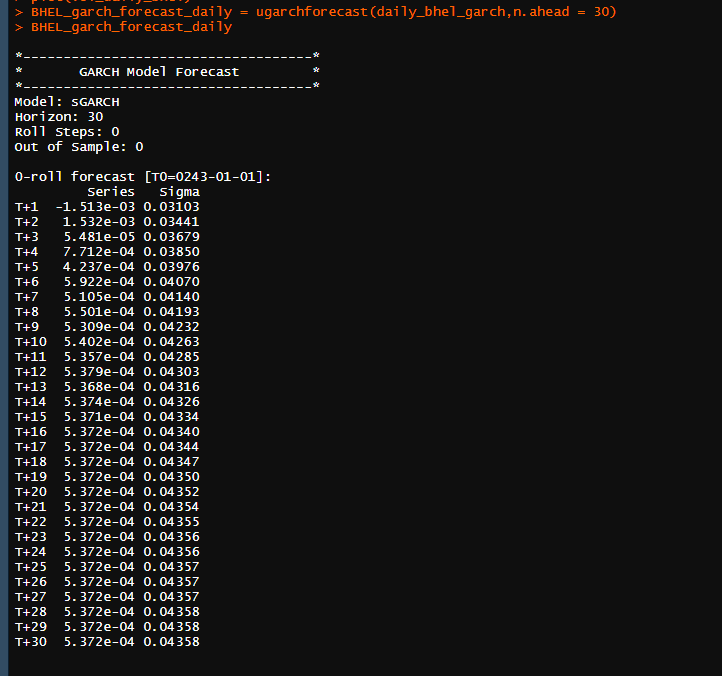 > BHEL_garch_forecast_daily = ugarchforecast(daily_bhel_garch,n.ahead = 30)
> BHEL_garch_forecast_daily
*------------------------------------*
*       GARCH Model Forecast         *
*------------------------------------*
Model: sGARCH
Horizon: 30
Roll Steps: 0
Out of Sample: 0
0-roll forecast [T0=0243-01-01]:
         Series   Sigma
T+1  -1.513e-03 0.03103
T+2   1.532e-03 0.03441
T+3   5.481e-05 0.03679
T+4   7.712e-04 0.03850
T+5   4.237e-04 0.03976
T+6   5.922e-04 0.04070
T+7   5.105e-04 0.04140
T+8   5.501e-04 0.04193
T+9   5.309e-04 0.04232
T+10  5.402e-04 0.04263
T+11  5.357e-04 0.04285
T+12  5.379e-04 0.04303
T+13  5.368e-04 0.04316
T+14  5.374e-04 0.04326
T+15  5.371e-04 0.04334
T+16  5.372e-04 0.04340
T+17  5.372e-04 0.04344
T+18  5.372e-04 0.04347
T+19  5.372e-04 0.04350
T+20  5.372e-04 0.04352
T+21  5.372e-04 0.04354
T+22  5.372e-04 0.04355
T+23  5.372e-04 0.04356
T+24  5.372e-04 0.04356
T+25  5.372e-04 0.04357
T+26  5.372e-04 0.04357
T+27  5.372e-04 0.04357
T+28  5.372e-04 0.04358
T+29  5.372e-04 0.04358
T+30  5.372e-04 0.04358